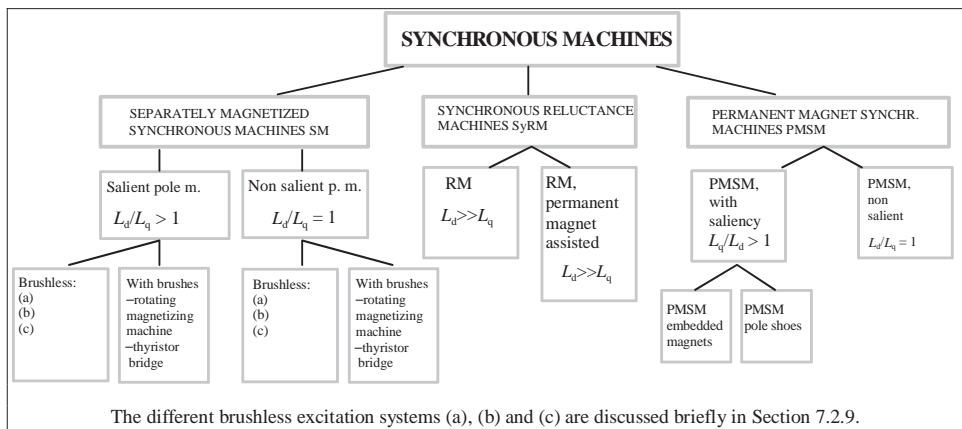 SYNCHRONOUS MACHINES
SEPARATELY MAGNETIZED
SYNCHRONOUS MACHINES SM
SYNCHRONOUS RELUCTANCE
MACHINES SyRM
PERMANENT MAGNET SYNCHR.
MACHINES PMSM
Salient pole m.
Ld/Lq > 1
Non salient p. m.
Ld/Lq = 1
RM
Ld>>Lq
RM,
permanent
magnet
assisted
Ld>>Lq
PMSM,
with
saliency
Lq/Ld > 1
PMSM,
non
salient
Ld/Lq = 1
Brushless:
(a)
(b)
(c)
With brushes
–rotating
magnetizing
machine
–thyristor
bridge
Brushless:
(a)
(b)
(c)
With brushes
–rotating
magnetizing
machine
–thyristor
bridge
PMSM
embedded
magnets
PMSM
pole shoes
The different brushless excitation systems (a), (b) and (c) are discussed briefly in Section 7.2.9.